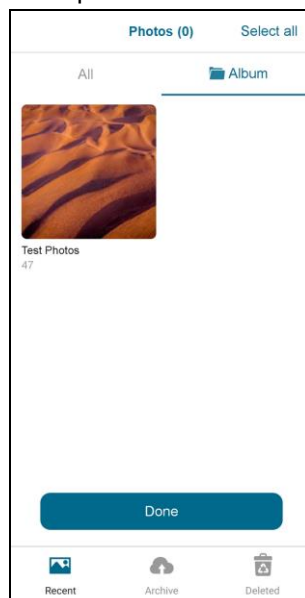 Photos (0) Select all
All Album
Test Photos
47
Done
Recent Archive Deleted